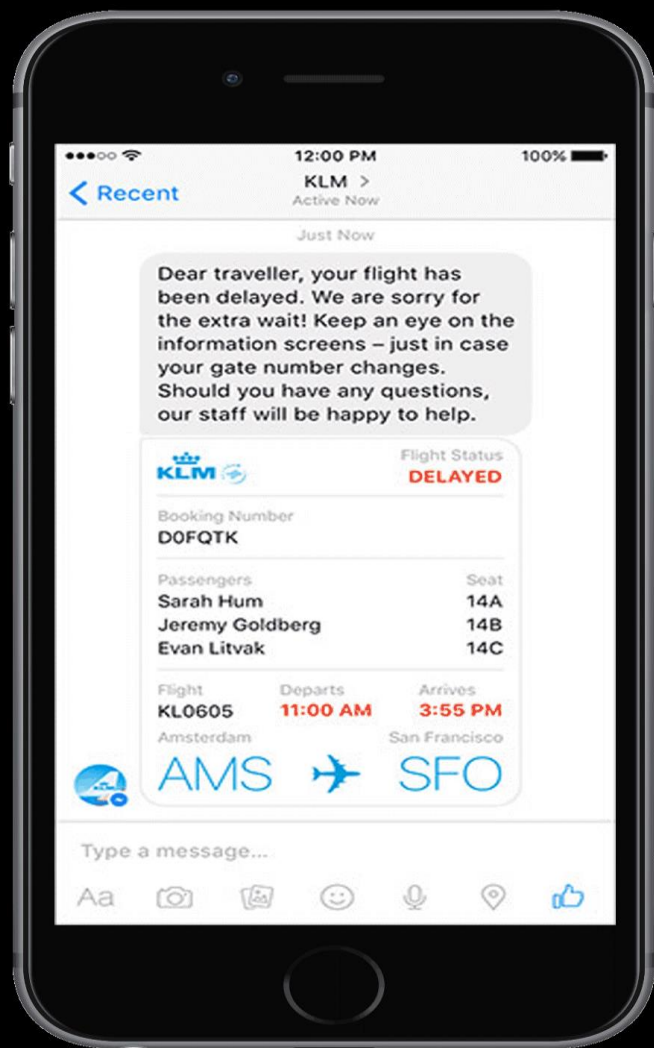 12:00 PM 100%
Recent
KLM >
Active Now
Just Now
Dear traveller, your flight has
been delayed. We are sorry for
the extra wait! Keep an eye on the
information screens – just in case
your gate number changes.
Should you have any questions,
our staff will be happy to help.
KLM
Flight Status
DELAYED
Booking Number
D0FQTK
Passengers Seat
Sarah Hum 14A
Jeremy Goldberg 14B
Evan Litvak 14C
Flight Departs Arrives
KL0605 11:00 AM 3:55 PM
Amsterdam San Francisco
AMS SFO
Type a message...
Aa